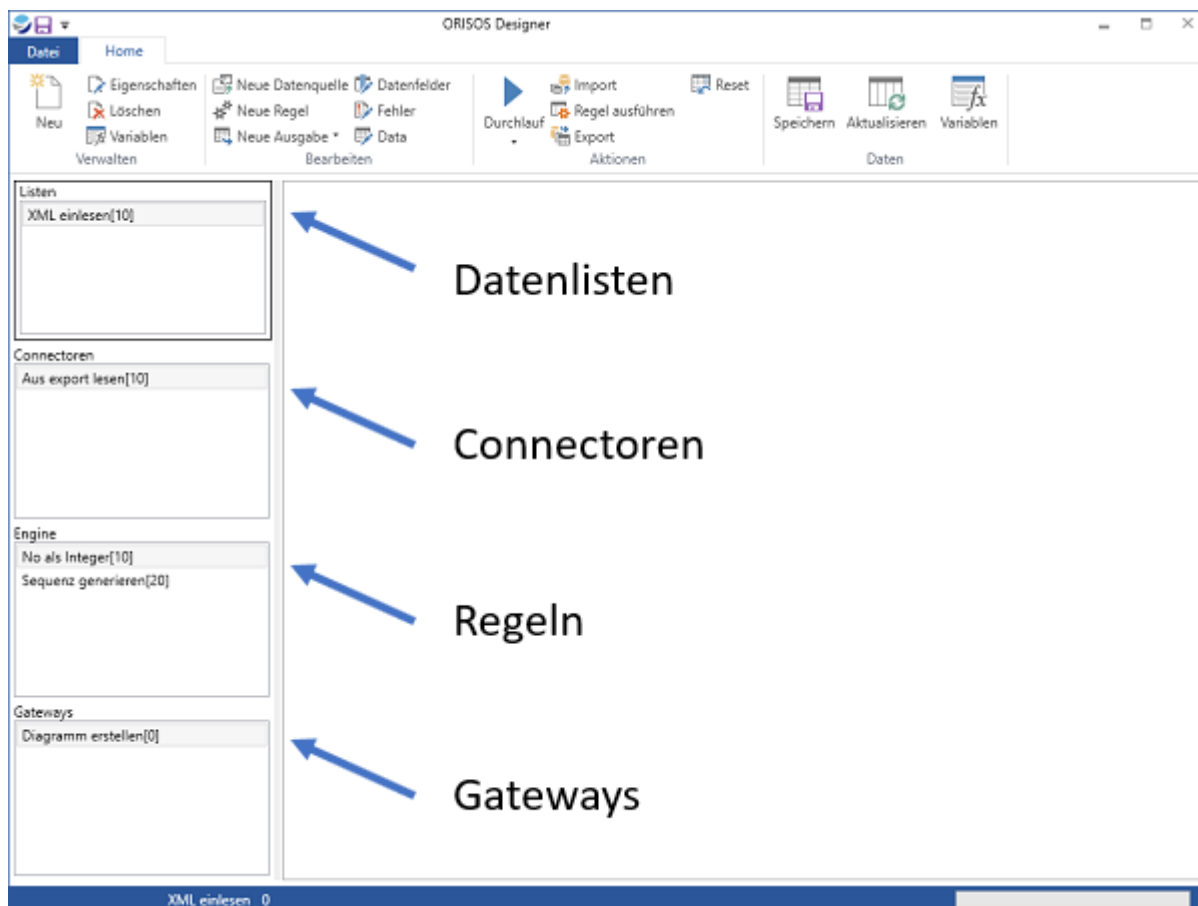 ORISOS Designer
Datei Home
Neu
Eigenschaften
Löschen
Variablen
Verwalten
Neue Datenquelle
Neue Regel
Neue Ausgabe
Datenfelder
Fehler
Data
Bearbeiten
Durchlauf
Import
Regel ausführen
Export
Reset
Aktionen
Speichern
Aktualisieren
fx
Variablen
Daten
Listen
XML einlesen[10]
Datenlisten
Connectoren
Aus export lesen[10]
Connectoren
Engine
No als Integer[10]
Sequenz generieren[20]
Regeln
Gateways
Diagramm erstellen[0]
Gateways
XML einlesen 0